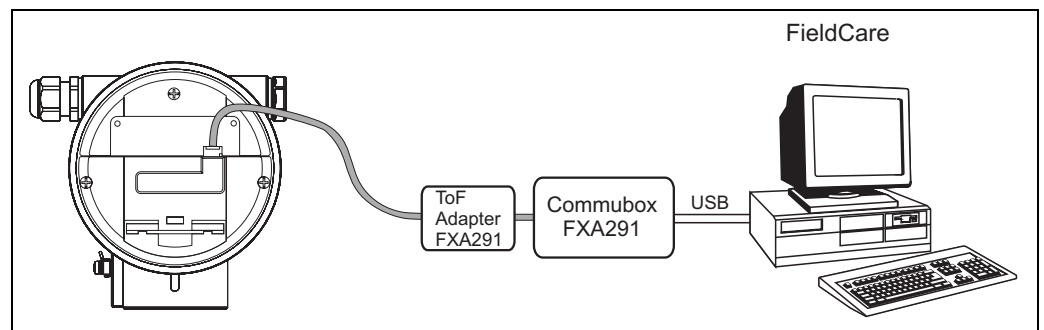 FieldCare
ToF
Adapter
FXA291
Commubox
FXA291
USB